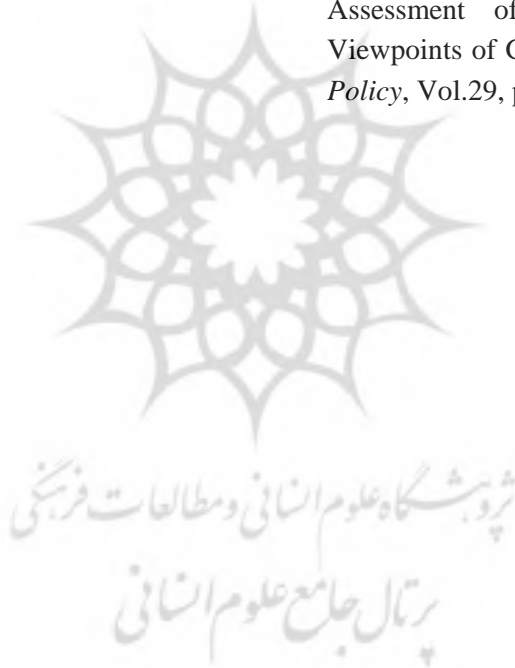 Assessment of
Viewpoints of
Policy, Vol.29,
پژوهشگاه علوم انسانی و مطالعات فرهنگی
پرتال جامع علوم انسانی